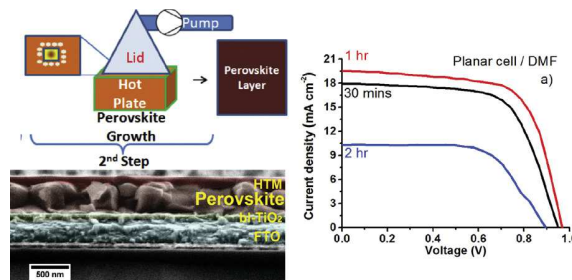 Pump
Lid
Hot
Plate
Perovskite
Growth
2nd Step
Perovskite
Layer
HTM
Perovskite
bl-TiO₂
FTO
500 nm
Planar cell / DMF
a)
1 hr
30 mins
2 hr
Current density (mA cm⁻²)
21
18
15
12
9
6
3
0
0.0 0.2 0.4 0.6 0.8 1.0
Voltage (V)